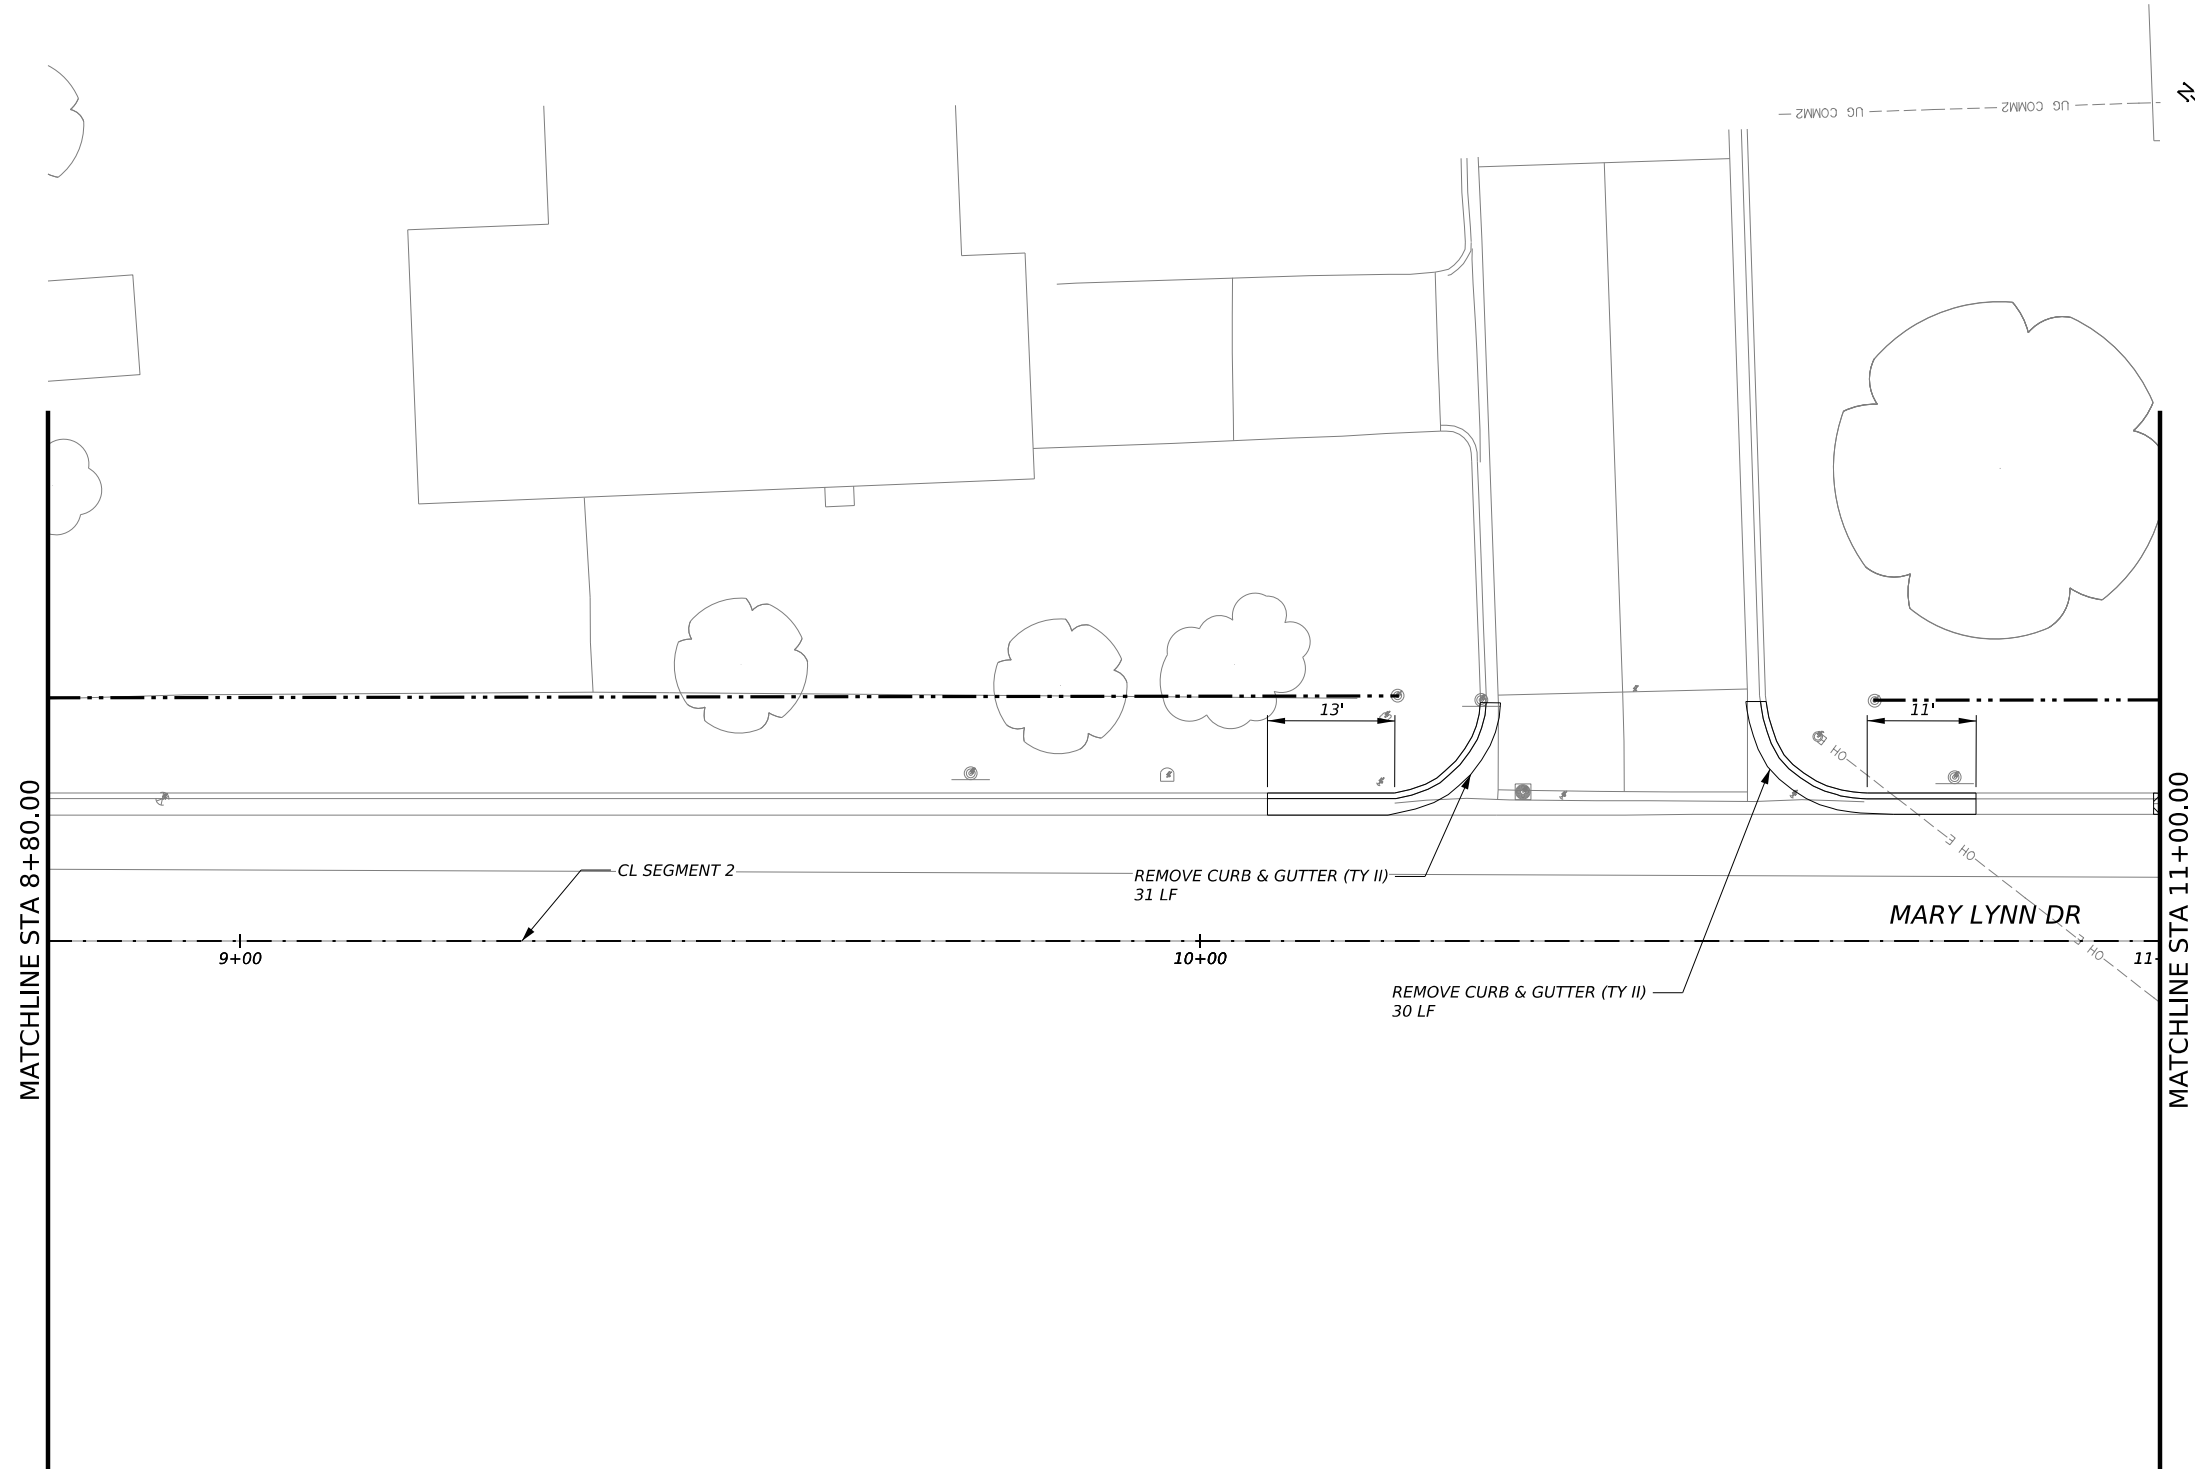 N
UG COMM2
UG COMM2
13'
11'
OH E
OH E
OH E
CL SEGMENT 2
REMOVE CURB & GUTTER (TY II)
31 LF
MARY LYNN DR
9+00
10+00
11+
REMOVE CURB & GUTTER (TY II)
30 LF
MATCHLINE STA 8+80.00
MATCHLINE STA 11+00.00